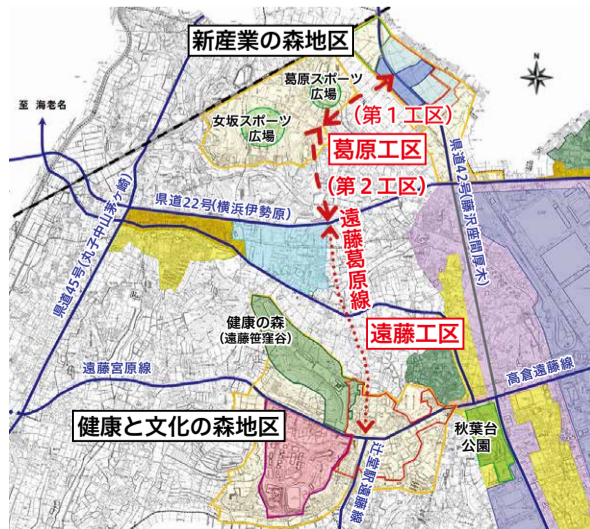 新産業の森地区
N
葛原スポーツ
広場
至 海老名
女坂スポーツ
広場
(第1工区)
葛原工区
(第2工区)
県道42号(藤沢座間厚木)
県道22号(横浜伊勢原)
県道45号(丸子中山茅ヶ崎)
遠藤葛原線
健康の森
(遠藤笹窪谷)
遠藤工区
遠藤宮原線
高倉遠藤線
健康と文化の森地区
秋葉台
公園
辻堂駅遠藤線